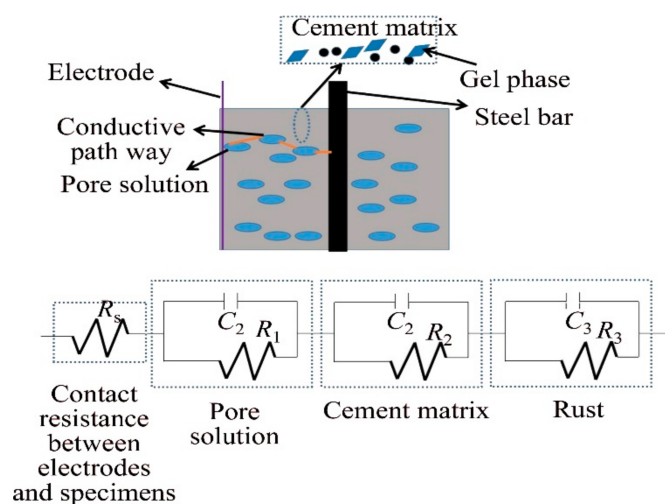 Cement matrix
Electrode
Gel phase
Steel bar
Conductive
path way
Pore solution
Rs
C2
R1
C2
R2
C3
R3
Contact
resistance
between
electrodes
and specimens
Pore
solution
Cement matrix
Rust